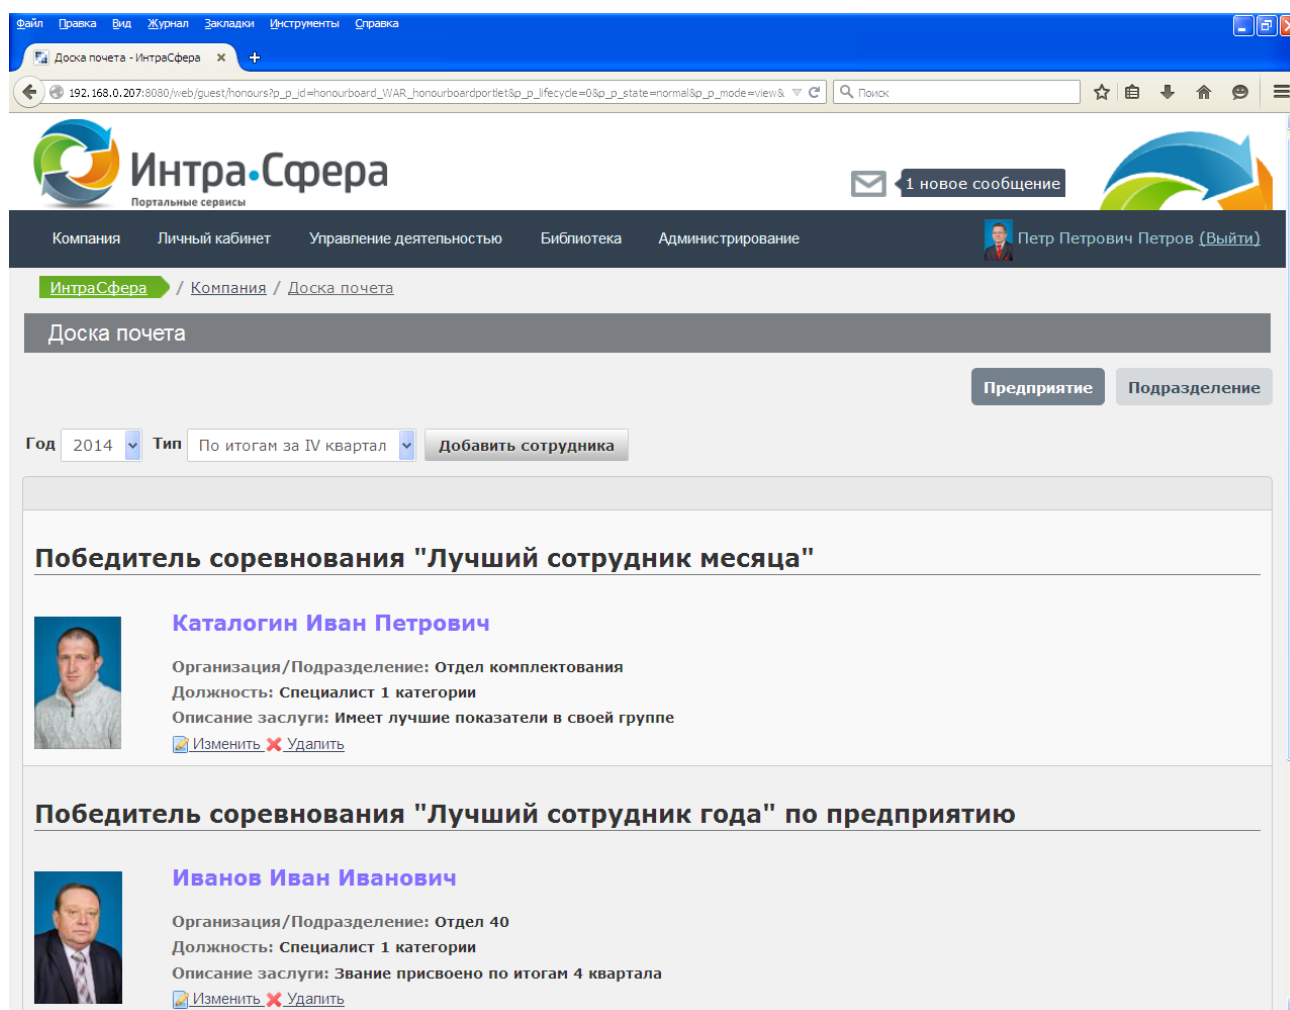 Файл Правка Вид Журнал Закладки Инструменты Справка
Доска почета - ИнтраСфера
192.168.0.207:8080/web/guest/honours?p_p_id=honourboard_WAR_honourboardportlet&p_p_lifecycle=0&p_p_state=normal&p_p_mode=view& Поиск
Интра•Сфера
Портальные сервисы
1 новое сообщение
Компания Личный кабинет Управление деятельностью Библиотека Администрирование Петр Петрович Петров (Выйти)
ИнтраСфера / Компания / Доска почета
Доска почета
Предприятие Подразделение
Год 2014 Тип По итогам за IV квартал Добавить сотрудника
Победитель соревнования "Лучший сотрудник месяца"
Каталогин Иван Петрович
Организация/Подразделение: Отдел комплектования
Должность: Специалист 1 категории
Описание заслуги: Имеет лучшие показатели в своей группе
Изменить Удалить
Победитель соревнования "Лучший сотрудник года" по предприятию
Иванов Иван Иванович
Организация/Подразделение: Отдел 40
Должность: Специалист 1 категории
Описание заслуги: Звание присвоено по итогам 4 квартала
Изменить Удалить